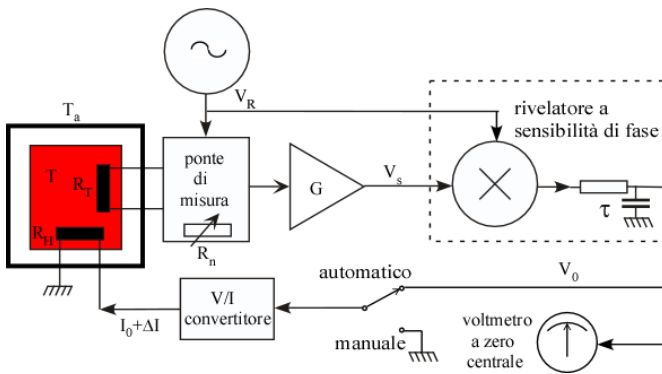 V_R
rivelatore a
sensibilità di fase
T_a
T
R_T
R_H
ponte
di
misura
R_n
G
V_s
τ
automatico
V_0
V/I
convertitore
I_0+ΔI
manuale
voltmetro
a zero
centrale